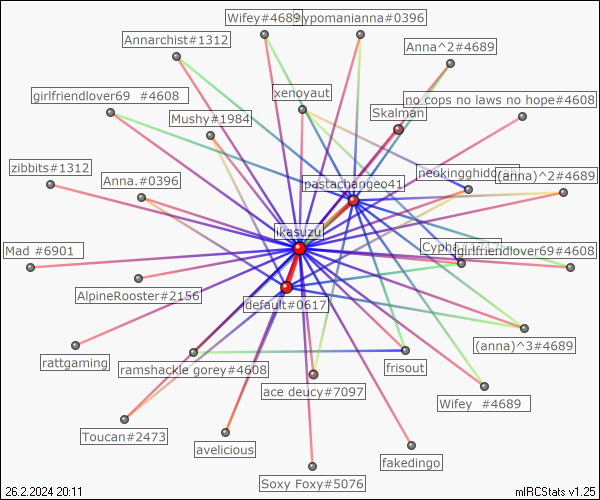 Wifey#4689
hypomanianna#0396
Annarchist#1312
Anna^2#4689
girlfriendlover69 #4608
xenoyaut
no cops no laws no hope#4608
Mushy#1984
Skalman
zibbits#1312
Anna.#0396
pastachangeo41
(anna)^2#4689
ikasuzu
Mad #6901
girlfriendlover69#4608
AlpineRooster#2156
default#0617
rattgaming
ramshackle gorey#4608
frisout
(anna)^3#4689
ace deucy#7097
Wifey #4689
Toucan#2473
avelicious
fakedingo
Soxy Foxy#5076
26.2.2024 20:11
mIRCStats v1.25